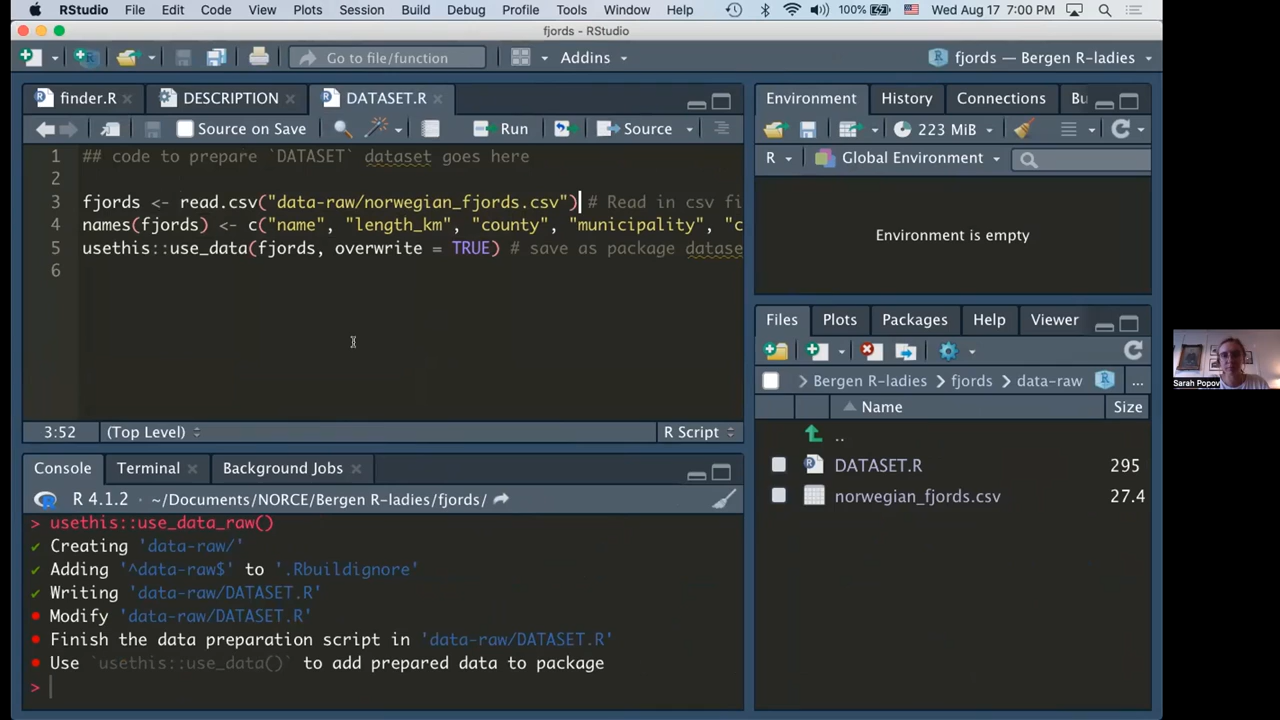 RStudio File Edit Code View Plots Session Build Debug Profile Tools Window Help 100% Wed Aug 17 7:00 PM
fjords - RStudio
Go to file/function Addins fjords — Bergen R-ladies
finder.R DESCRIPTION DATASET.R
Source on Save Run Source
1 ## code to prepare `DATASET` dataset goes here
2
3 fjords <- read.csv("data-raw/norwegian_fjords.csv") # Read in csv fi
4 names(fjords) <- c("name", "length_km", "county", "municipality", "c
5 usethis::use_data(fjords, overwrite = TRUE) # save as package datase
6
3:52 (Top Level) R Script
Console Terminal Background Jobs
R 4.1.2 · ~/Documents/NORCE/Bergen R-ladies/fjords/
> usethis::use_data_raw()
✓ Creating 'data-raw/'
✓ Adding '^data-raw$' to '.Rbuildignore'
✓ Writing 'data-raw/DATASET.R'
● Modify 'data-raw/DATASET.R'
● Finish the data preparation script in 'data-raw/DATASET.R'
● Use `usethis::use_data()` to add prepared data to package
>
Environment History Connections Bu
223 MiB
R Global Environment
Environment is empty
Files Plots Packages Help Viewer
Bergen R-ladies fjords data-raw R ...
Name Size
..
DATASET.R 295
norwegian_fjords.csv 27.4
Sarah Popov